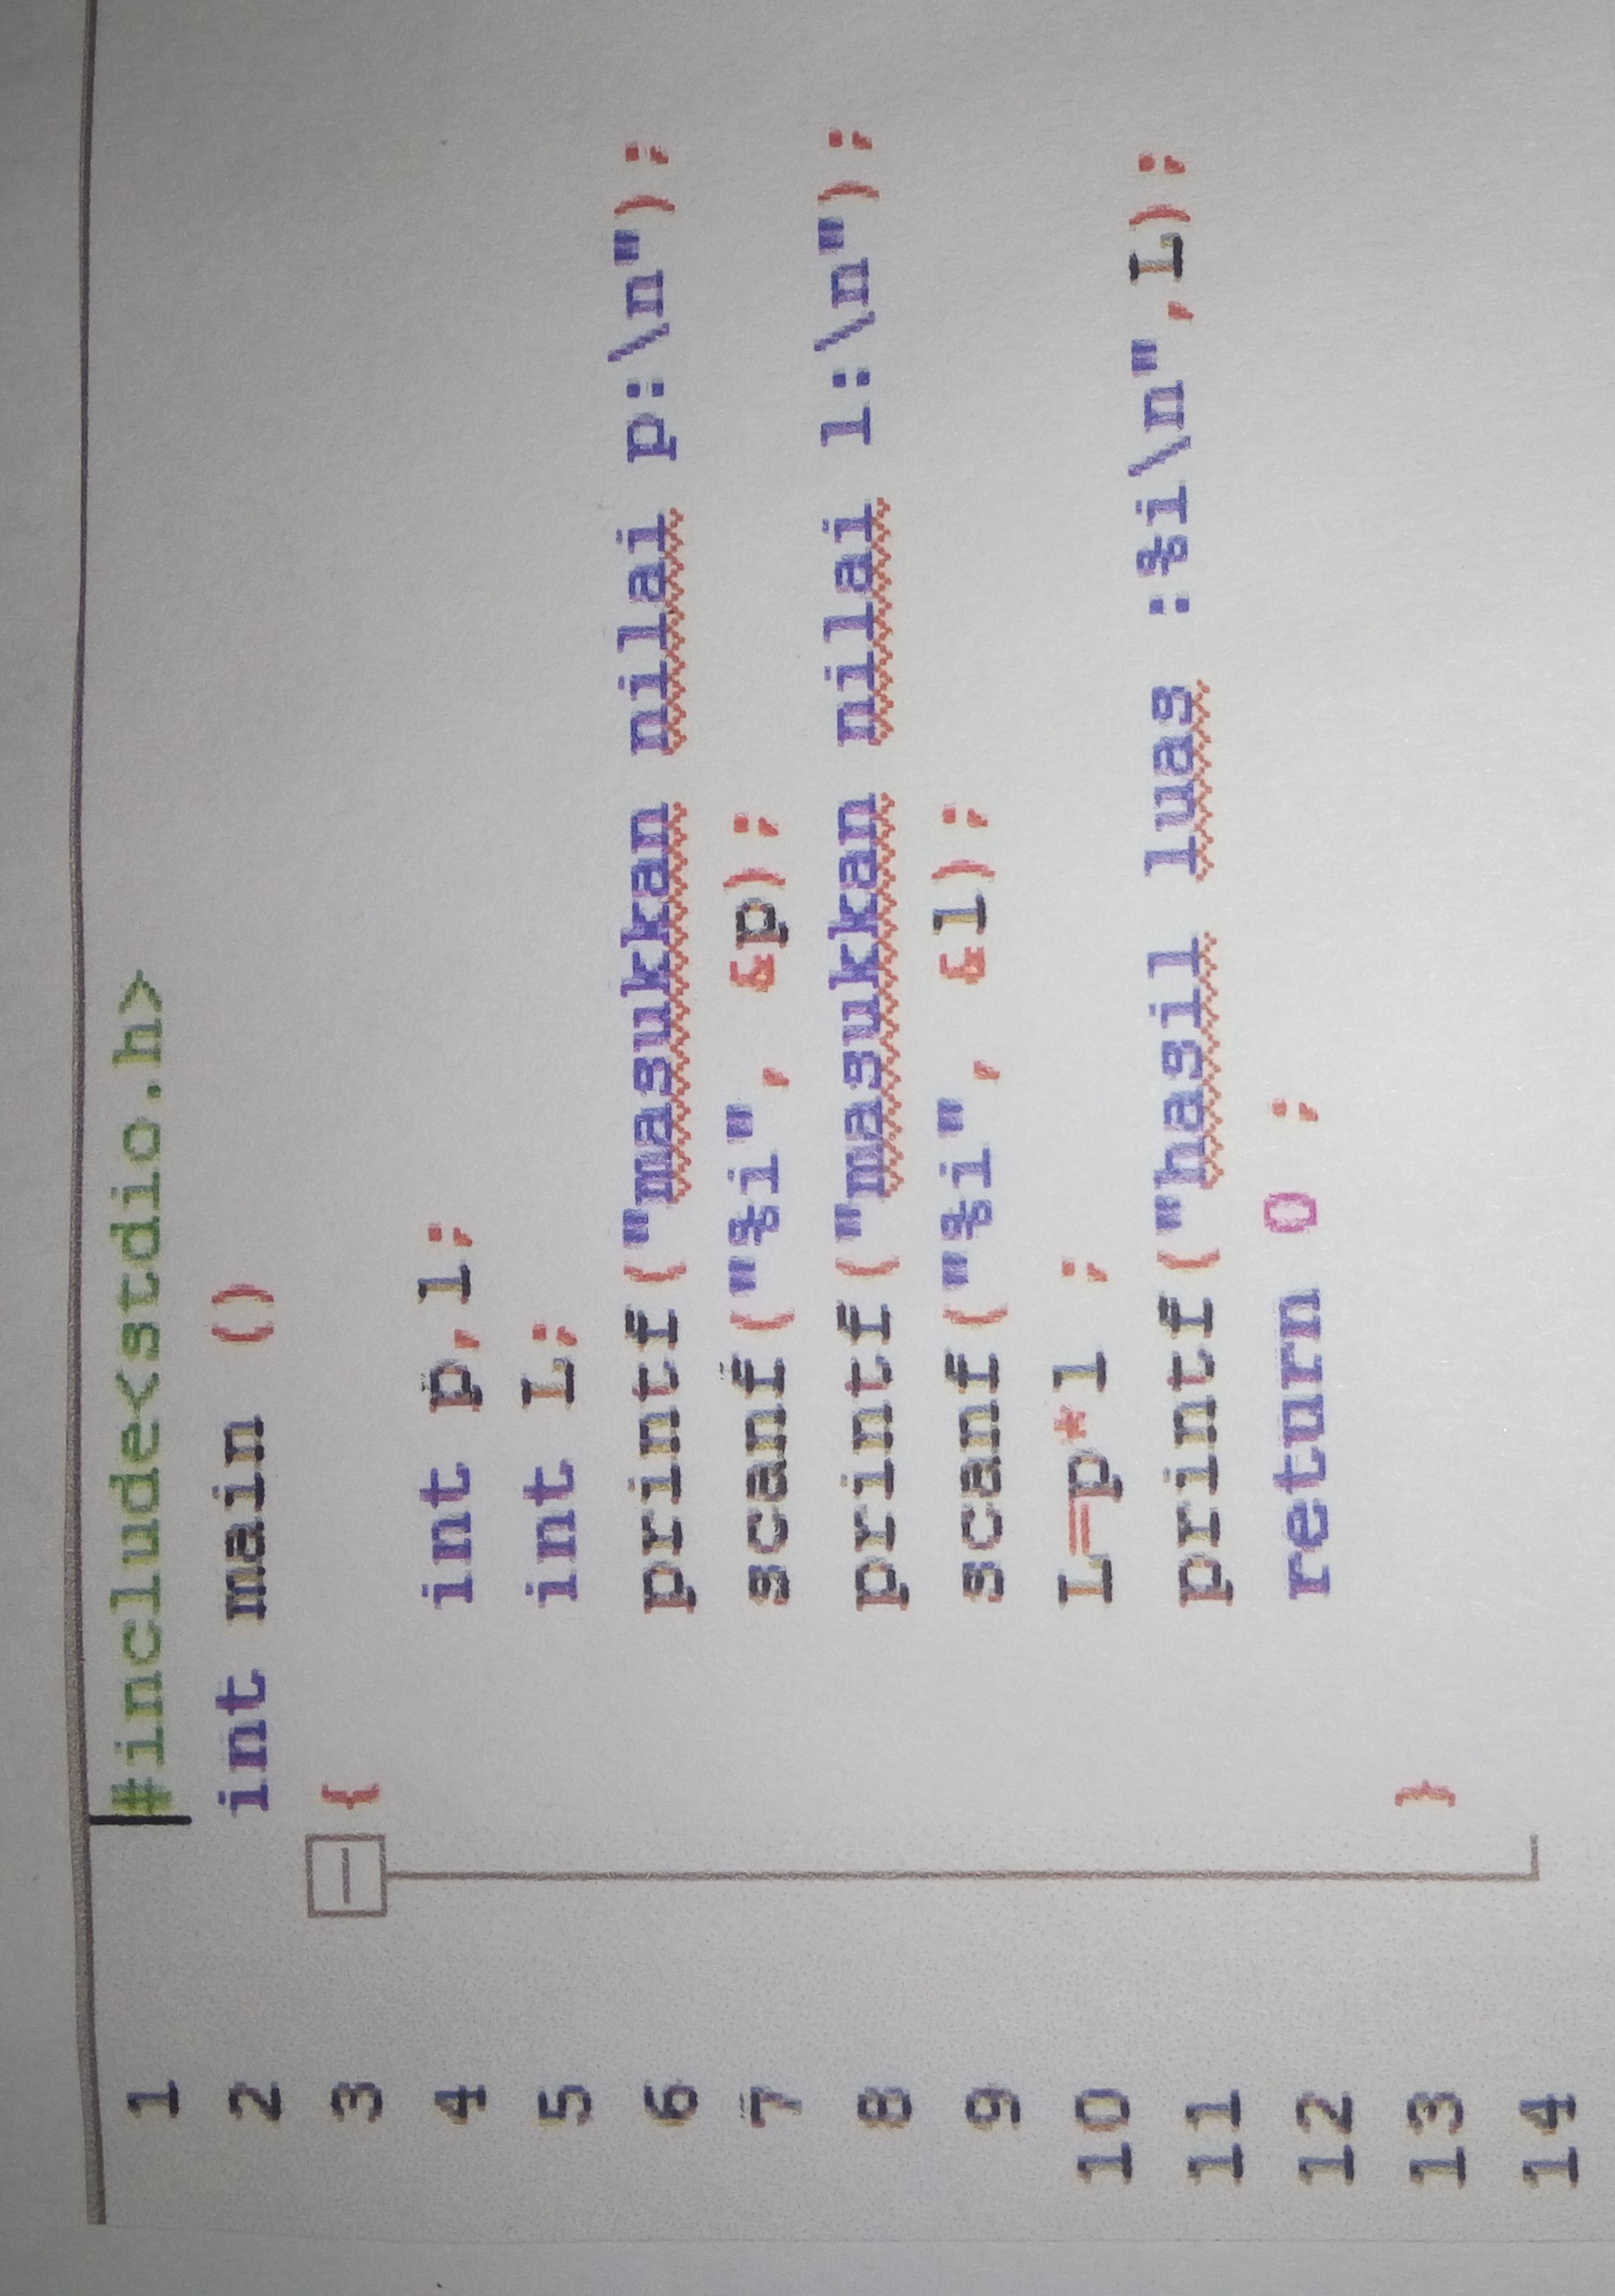 1 #include<stdio.h>
2 int main ()
3 {
4 int p,l;
5 int L;
6 printf("masukkan nilai p:\n");
7 scanf("%i", &p);
8 printf("masukkan nilai l:\n");
9 scanf("%i", &l);
10 L=p*l ;
11 printf("hasil luas :%i\n",L);
12 return 0 ;
13 }
14